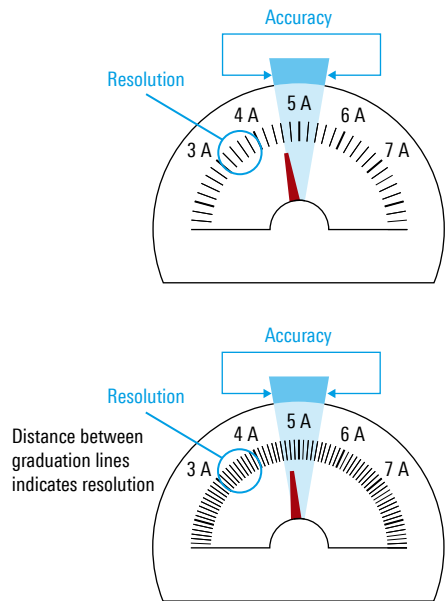 Accuracy
Resolution
3 A
4 A
5 A
6 A
7 A
Accuracy
Resolution
Distance between
graduation lines
indicates resolution
3 A
4 A
5 A
6 A
7 A